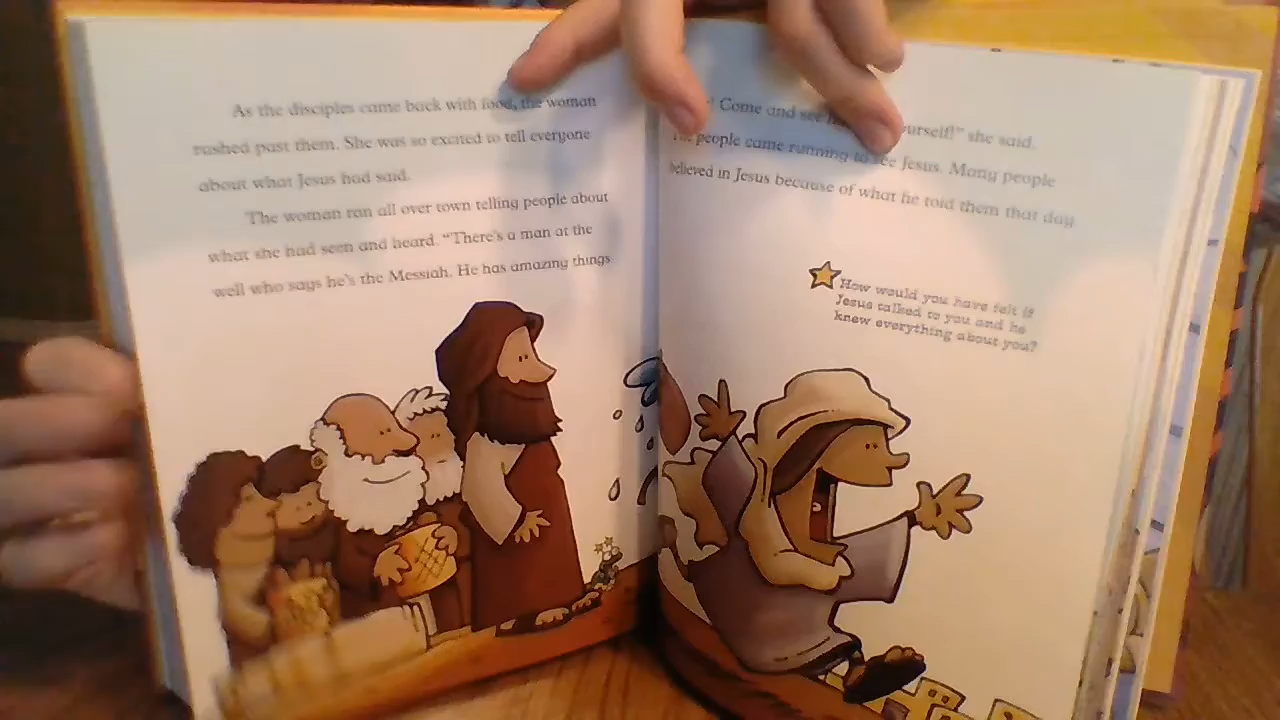 As the disciples came back with food, the woman
rushed past them. She was so excited to tell everyone
about what Jesus had said.
The woman ran all over town telling people about
what she had seen and heard. “There's a man at the
well who says he's the Messiah. He has amazing things
! Come and see urself!” she said.
people came running to see Jesus. Many people
believed in Jesus because of what he told them that day.
How would you have felt if
Jesus talked to you and he
knew everything about you?